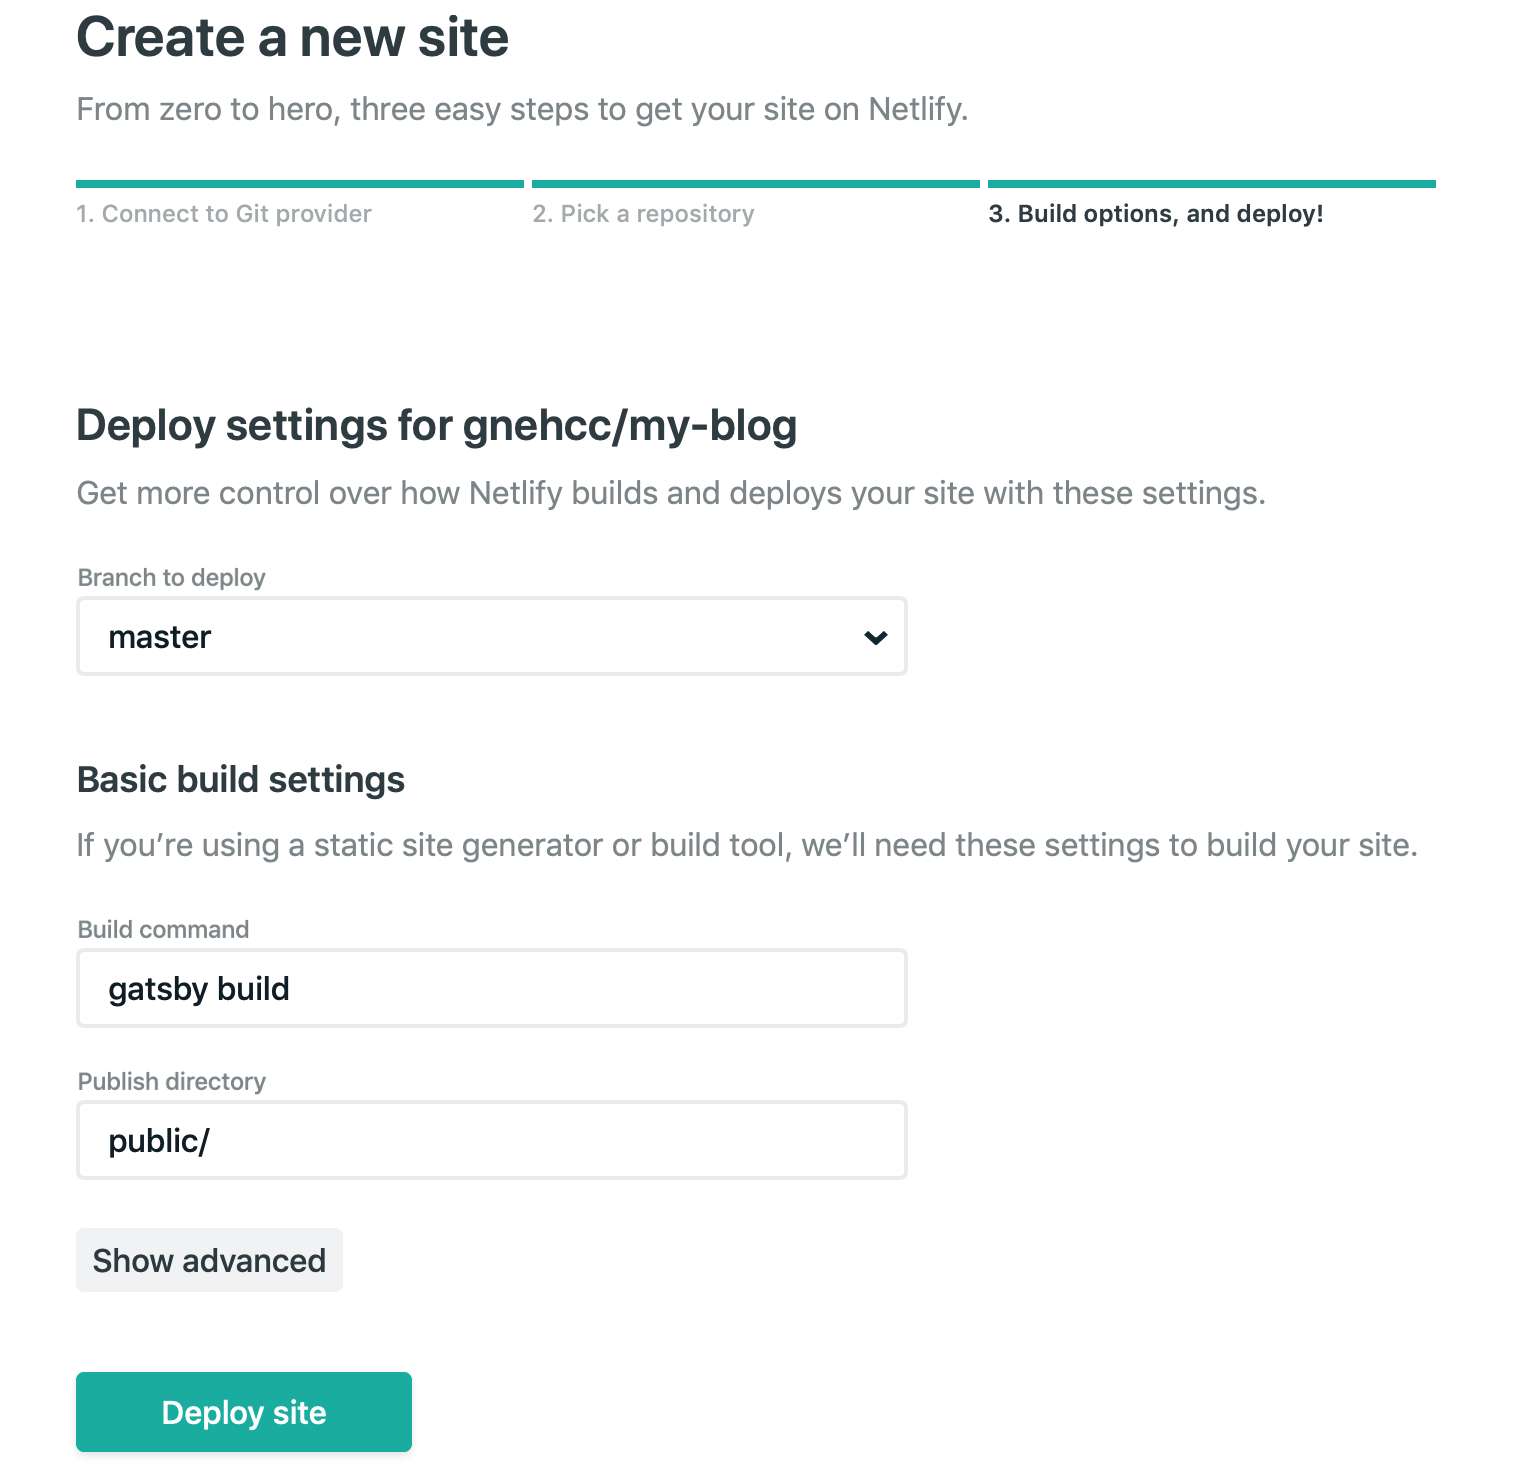 Create a new site
From zero to hero, three easy steps to get your site on Netlify.
1. Connect to Git provider
2. Pick a repository
3. Build options, and deploy!
Deploy settings for gnehcc/my-blog
Get more control over how Netlify builds and deploys your site with these settings.
Branch to deploy
master
Basic build settings
If you’re using a static site generator or build tool, we’ll need these settings to build your site.
Build command
gatsby build
Publish directory
public/
Show advanced
Deploy site